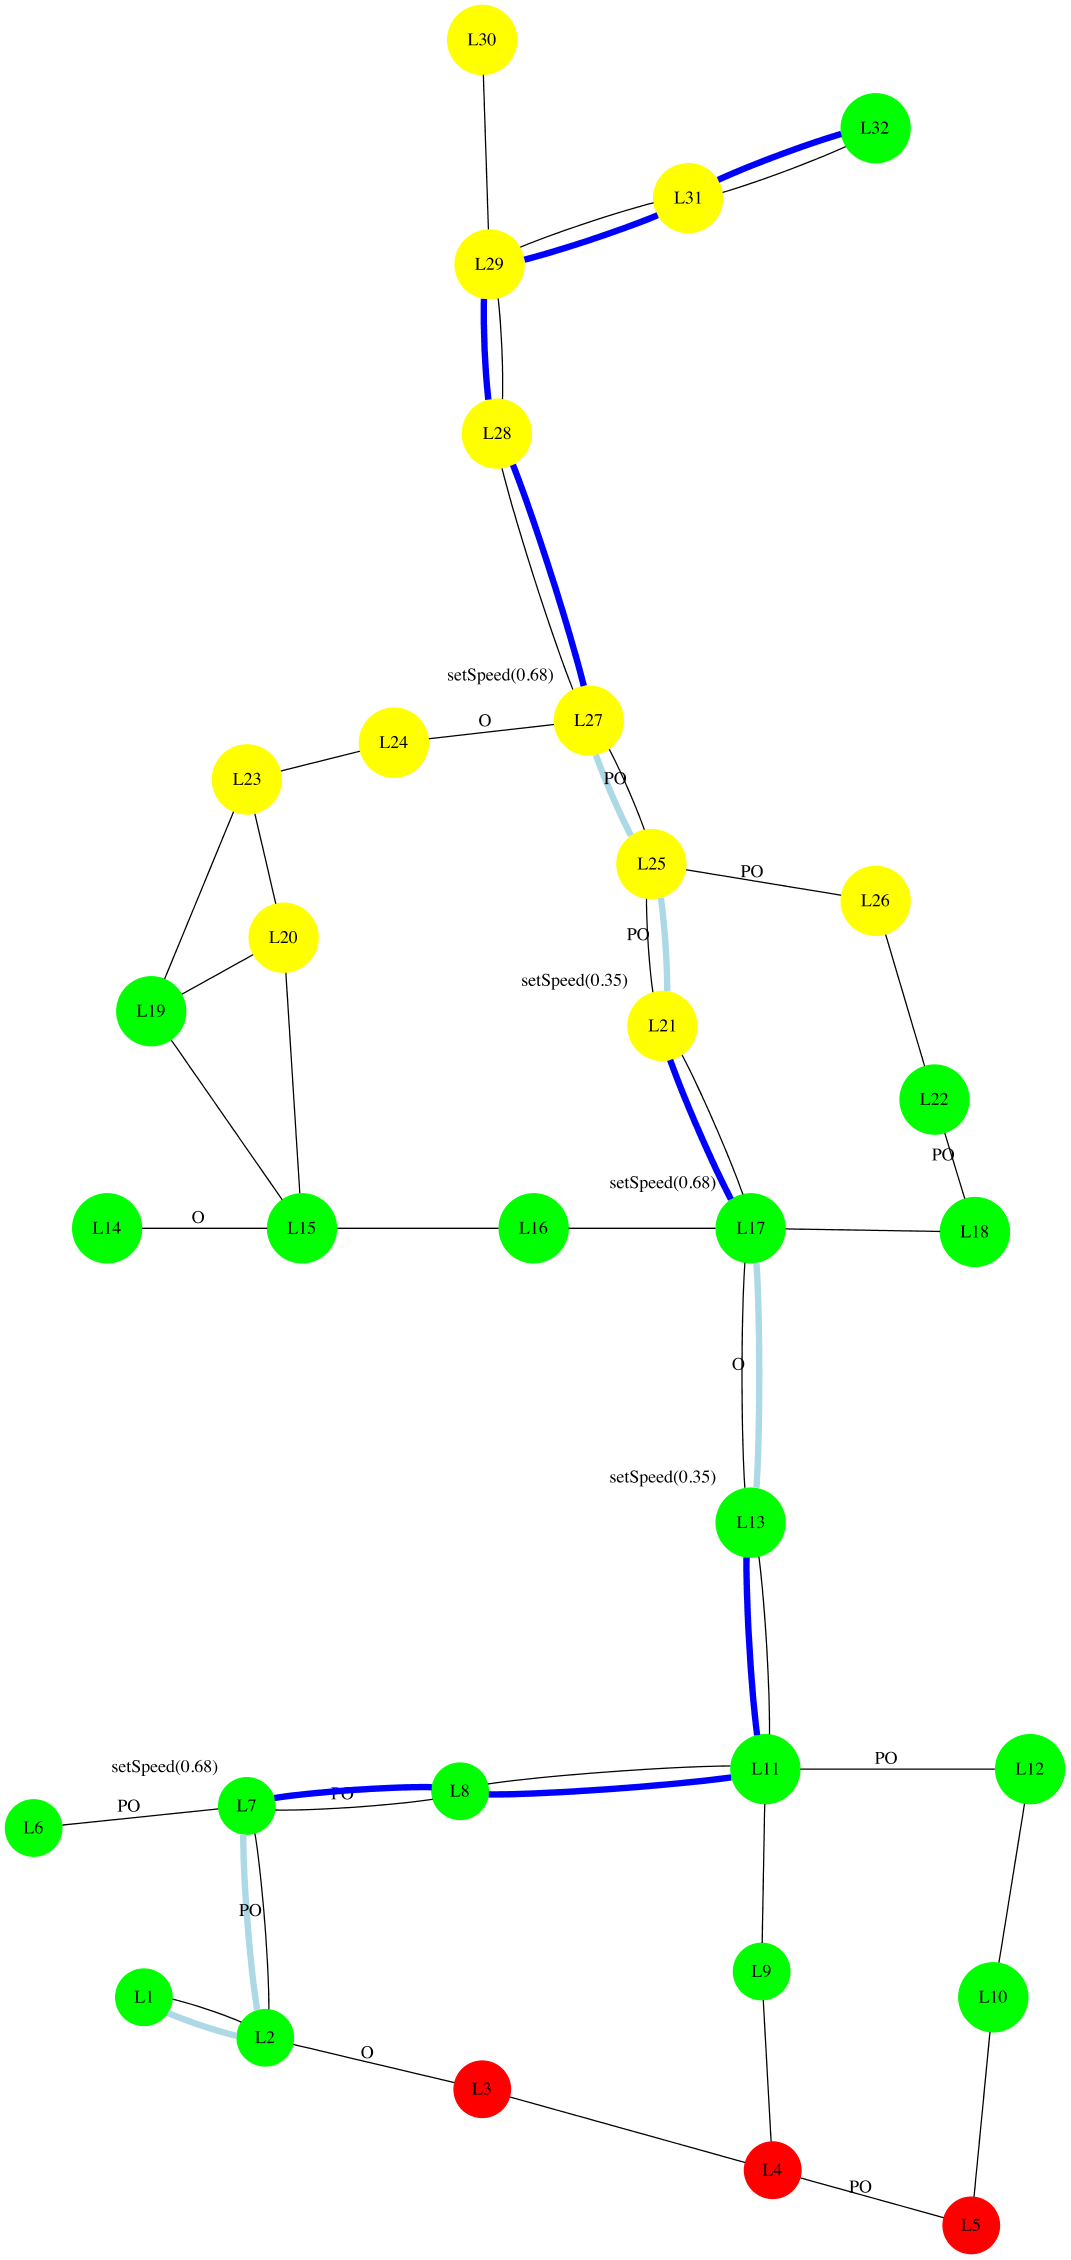 L30
L32
L31
L29
L28
setSpeed(0.68)
L27
O
L24
L23
PO
L25
PO
L26
L20
PO
setSpeed(0.35)
L19
L21
L22
PO
setSpeed(0.68)
L14
O
L15
L16
L17
L18
O
setSpeed(0.35)
L13
setSpeed(0.68)
L11
PO
L12
L6
PO
L7
PO
L8
PO
L9
L1
L10
L2
O
L3
L4
PO
L5